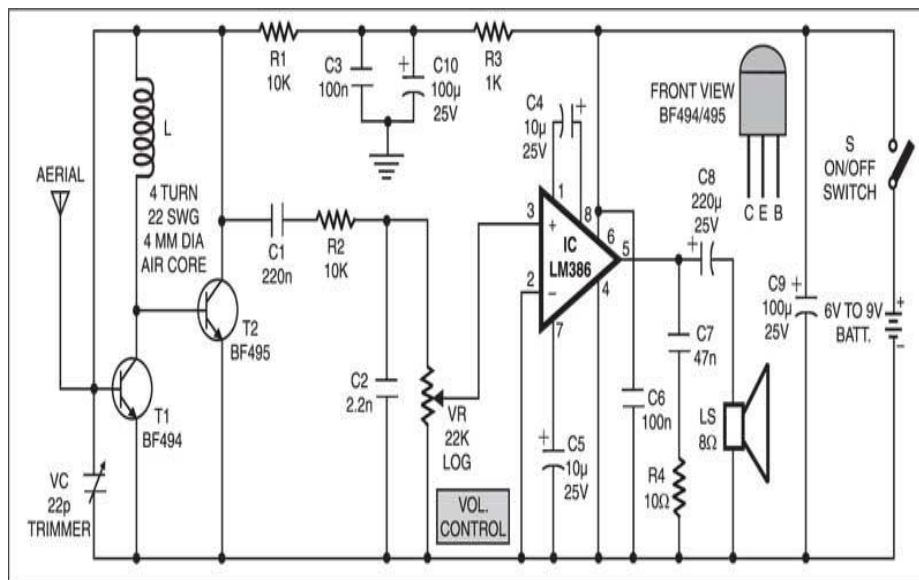 R1
10K
C3
100n
C10
100µ
25V
R3
1K
+
L
AERIAL
4 TURN
22 SWG
4 MM DIA
AIR CORE
C1
220n
R2
10K
T2
BF495
T1
BF494
VC
22p
TRIMMER
C2
2.2n
VR
22K
LOG
VOL.
CONTROL
C4
10µ
25V
+
1
3
+
8
IC
LM386
6
5
2
–
4
7
+
C5
10µ
25V
C6
100n
C7
47n
R4
10Ω
C8
220µ
25V
+
LS
8Ω
FRONT VIEW
BF494/495
C E B
S
ON/OFF
SWITCH
C9
100µ
25V
+
6V TO 9V
BATT.
+
–